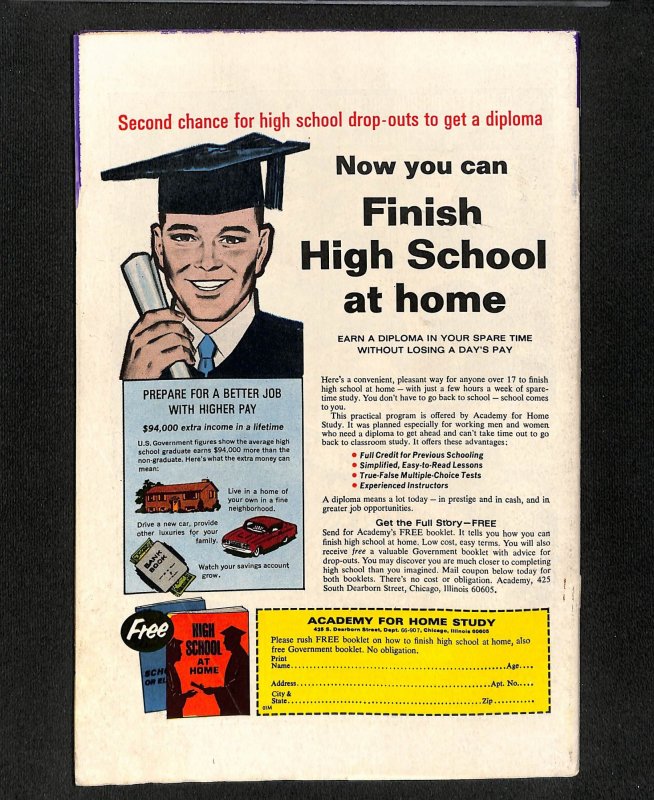 Second chance for high school drop-outs to get a diploma
Now you can
Finish
High School
at home
EARN A DIPLOMA IN YOUR SPARE TIME
WITHOUT LOSING A DAY'S PAY
PREPARE FOR A BETTER JOB
WITH HIGHER PAY
$94,000 extra income in a lifetime
U.S. Government figures show the average high
school graduate earns $94,000 more than the
non-graduate. Here's what the extra money can
mean:
Live in a home of
your own in a fine
neighborhood.
Drive a new car, provide
other luxuries for your
family.
BANK
BOOK
Watch your savings account
grow.
Here's a convenient, pleasant way for anyone over 17 to finish
high school at home — with just a few hours a week of spare-
time study. You don't have to go back to school — school comes
to you.
This practical program is offered by Academy for Home
Study. It was planned especially for working men and women
who need a diploma to get ahead and can't take time out to go
back to classroom study. It offers these advantages:
• Full Credit for Previous Schooling
• Simplified, Easy-to-Read Lessons
• True-False Multiple-Choice Tests
• Experienced Instructors
A diploma means a lot today — in prestige and in cash, and in
greater job opportunities.
Get the Full Story—FREE
Send for Academy's FREE booklet. It tells you how you can
finish high school at home. Low cost, easy terms. You will also
receive free a valuable Government booklet with advice for
drop-outs. You may discover you are much closer to completing
high school than you imagined. Mail coupon below today for
both booklets. There's no cost or obligation. Academy, 425
South Dearborn Street, Chicago, Illinois 60605.
Free
HIGH
SCHOOL
AT
HOME
SCHO
OR EL
ACADEMY FOR HOME STUDY
425 S. Dearborn Street, Dept. 66-907, Chicago, Illinois 60605
Please rush FREE booklet on how to finish high school at home, also
free Government booklet. No obligation.
Print
Name Age
Address Apt. No.
City &
State Zip
01M